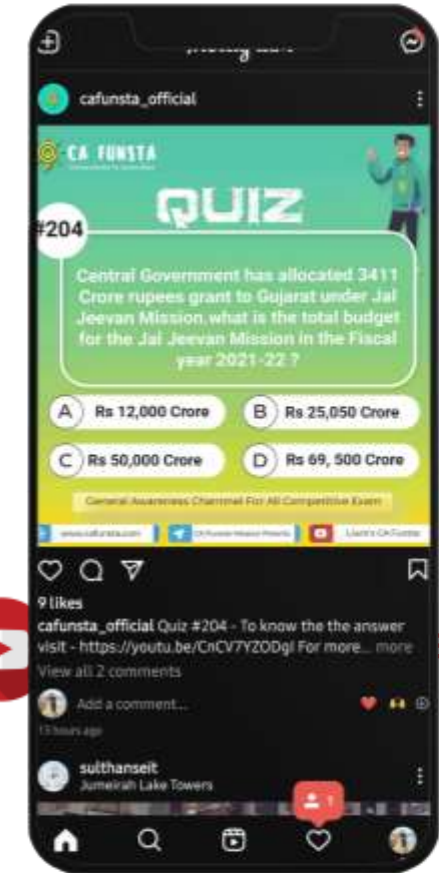 cafunsta_official
CA FUNSTA
QUIZ
#204
Central Government has allocated 3411
Crore rupees grant to Gujarat under Jal
Jeevan Mission,what is the total budget
for the Jal Jeevan Mission in the Fiscal
year 2021-22 ?
A Rs 12,000 Crore
B Rs 25,050 Crore
C Rs 50,000 Crore
D Rs 69, 500 Crore
General Awareness Channel For All Competitive Exam
www.cafunsta.com
9 likes
cafunsta_official Quiz #204 - To know the the answer
visit - https://youtu.be/CnCV7YZODgI For more... more
View all 2 comments
Add a comment...
13 hours ago
sulthanseit
Jumeirah Lake Towers
1